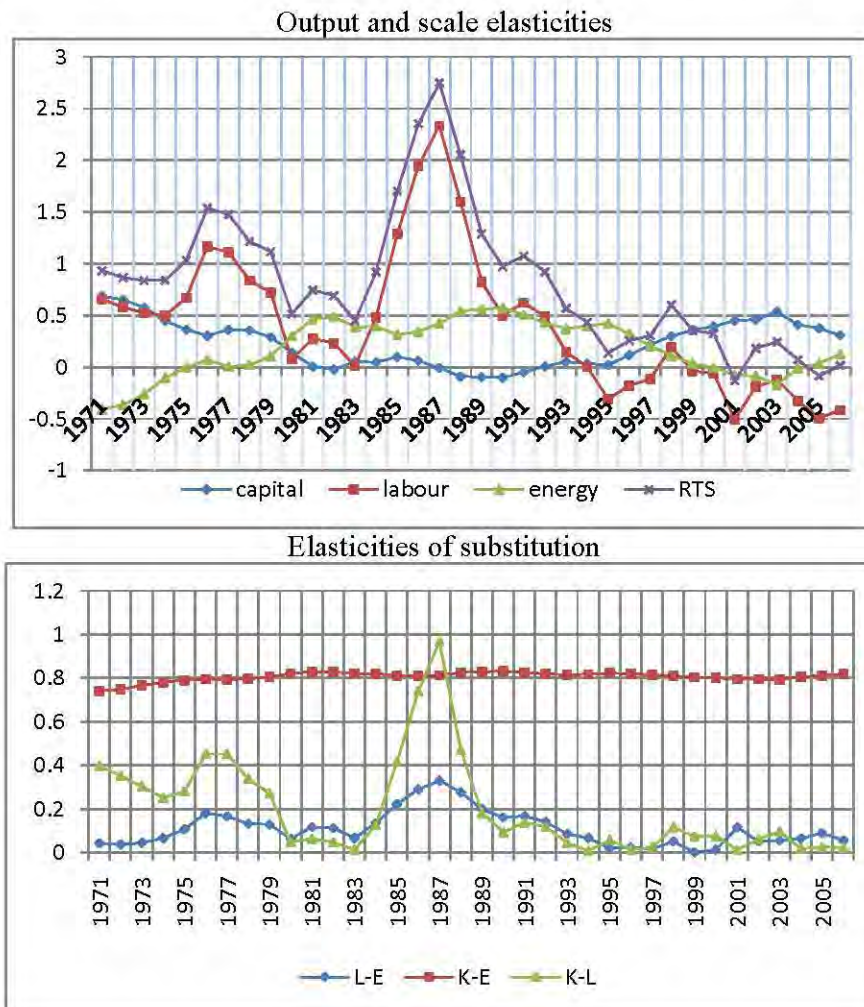 Output and scale elasticities
3
2.5
2
1.5
1
0.5
0
-0.5
-1
1971 1973 1975 1977 1979 1981 1983 1985 1987 1989 1991 1993 1995 1997 1999 2001 2003 2005
capital labour energy RTS
Elasticities of substitution
1.2
1
0.8
0.6
0.4
0.2
0
1971 1973 1975 1977 1979 1981 1983 1985 1987 1989 1991 1993 1995 1997 1999 2001 2003 2005
L-E K-E K-L